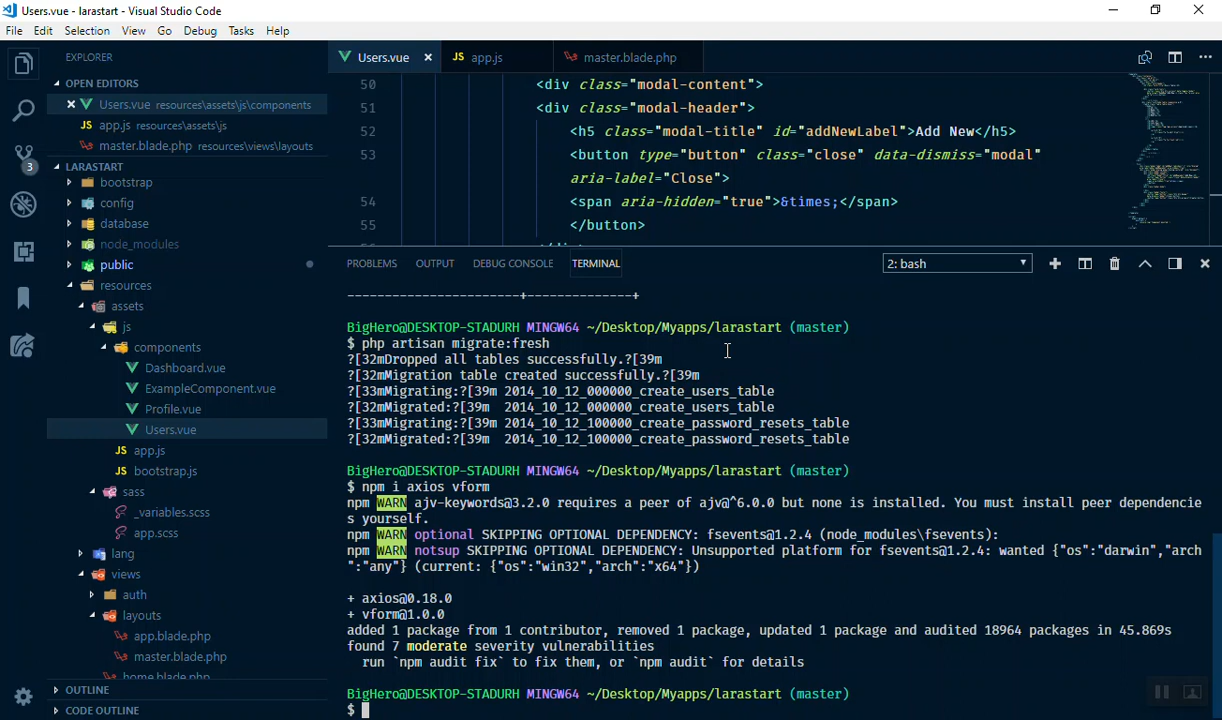 Users.vue - larastart - Visual Studio Code
File Edit Selection View Go Debug Tasks Help
EXPLORER
OPEN EDITORS
Users.vue resources\assets\js\components
app.js resources\assets\js
master.blade.php resources\views\layouts
3
LARASTART
bootstrap
config
database
node_modules
public
resources
assets
js
components
Dashboard.vue
ExampleComponent.vue
Profile.vue
Users.vue
app.js
bootstrap.js
sass
_variables.scss
app.scss
lang
views
auth
layouts
app.blade.php
master.blade.php
home.blade.php
OUTLINE
CODE OUTLINE
Users.vue JS app.js master.blade.php
50 <div class="modal-content">
51 <div class="modal-header">
52 <h5 class="modal-title" id="addNewLabel">Add New</h5>
53 <button type="button" class="close" data-dismiss="modal"
aria-label="Close">
54 <span aria-hidden="true">&times;</span>
55 </button>
PROBLEMS OUTPUT DEBUG CONSOLE TERMINAL 2: bash
-----------------------+--------------+
BigHero@DESKTOP-STADURH MINGW64 ~/Desktop/Myapps/larastart (master)
$ php artisan migrate:fresh
?[32mDropped all tables successfully.?[39m
?[32mMigration table created successfully.?[39m
?[33mMigrating:?[39m 2014_10_12_000000_create_users_table
?[32mMigrated:?[39m 2014_10_12_000000_create_users_table
?[33mMigrating:?[39m 2014_10_12_100000_create_password_resets_table
?[32mMigrated:?[39m 2014_10_12_100000_create_password_resets_table
BigHero@DESKTOP-STADURH MINGW64 ~/Desktop/Myapps/larastart (master)
$ npm i axios vform
npm WARN ajv-keywords@3.2.0 requires a peer of ajv@^6.0.0 but none is installed. You must install peer dependencie
s yourself.
npm WARN optional SKIPPING OPTIONAL DEPENDENCY: fsevents@1.2.4 (node_modules\fsevents):
npm WARN notsup SKIPPING OPTIONAL DEPENDENCY: Unsupported platform for fsevents@1.2.4: wanted {"os":"darwin","arch
":"any"} (current: {"os":"win32","arch":"x64"})
+ axios@0.18.0
+ vform@1.0.0
added 1 package from 1 contributor, removed 1 package, updated 1 package and audited 18964 packages in 45.869s
found 7 moderate severity vulnerabilities
run `npm audit fix` to fix them, or `npm audit` for details
BigHero@DESKTOP-STADURH MINGW64 ~/Desktop/Myapps/larastart (master)
$